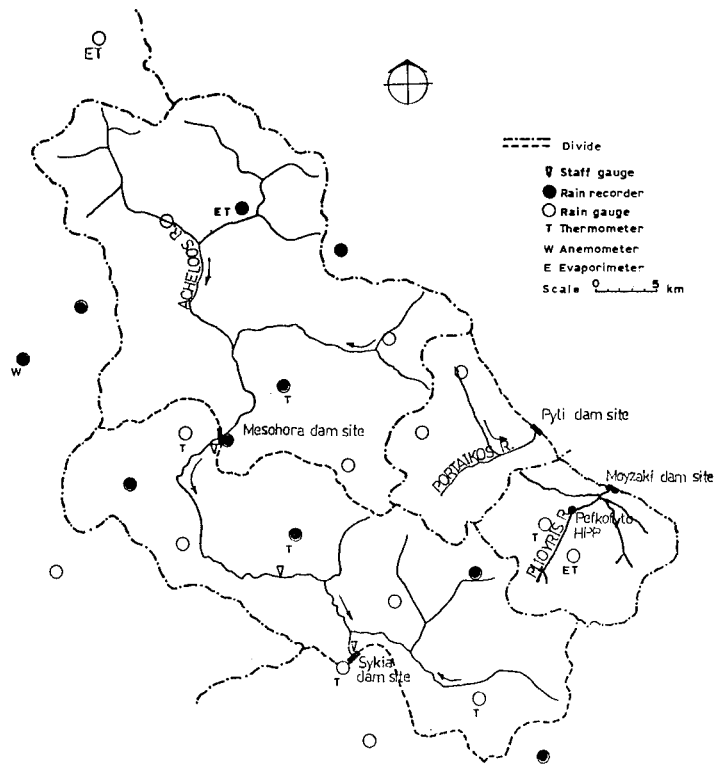 ET
Divide
Staff gauge
Rain recorder
Rain gauge
T Thermometer
W Anemometer
E Evaporimeter
Scale 0 5 km
ET
ACHELOOS R.
W
T
Mesohora dam site
T
Pyli dam site
PORTAIKOS R.
Moyzaki dam site
Pefkofyto
T
PLIOYRIS R.
ET
T
Sykia
dam site
T
T